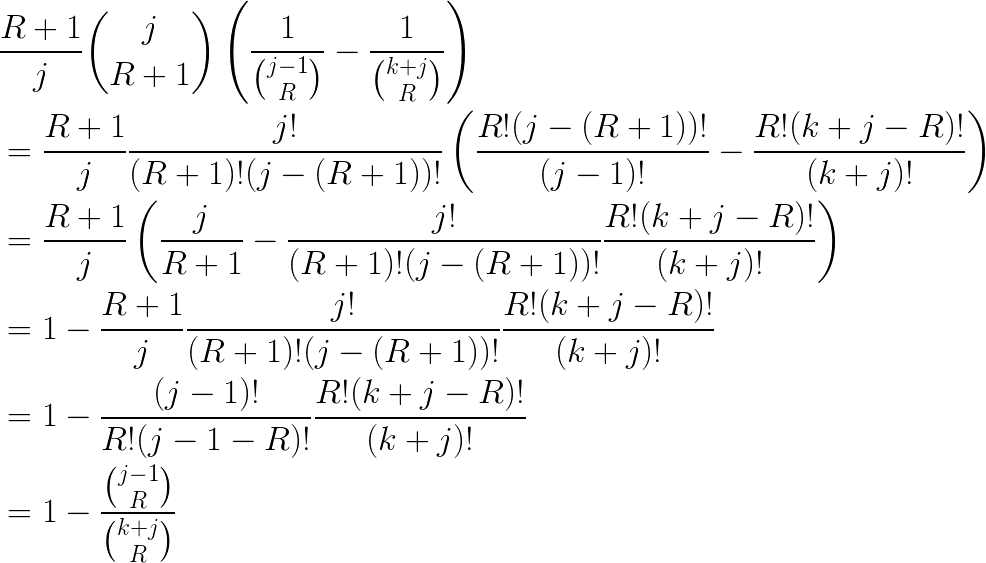 \frac{R+1}{j}\binom{j}{R+1}\left(\frac{1}{\binom{j-1}{R}}-\frac{1}{\binom{k+j}{R}}\right)
=\frac{R+1}{j}\frac{j!}{(R+1)!(j-(R+1))!}\left(\frac{R!(j-(R+1))!}{(j-1)!}-\frac{R!(k+j-R)!}{(k+j)!}\right)
=\frac{R+1}{j}\left(\frac{j}{R+1}-\frac{j!}{(R+1)!(j-(R+1))!}\frac{R!(k+j-R)!}{(k+j)!}\right)
=1-\frac{R+1}{j}\frac{j!}{(R+1)!(j-(R+1))!}\frac{R!(k+j-R)!}{(k+j)!}
=1-\frac{(j-1)!}{R!(j-1-R)!}\frac{R!(k+j-R)!}{(k+j)!}
=1-\frac{\binom{j-1}{R}}{\binom{k+j}{R}}